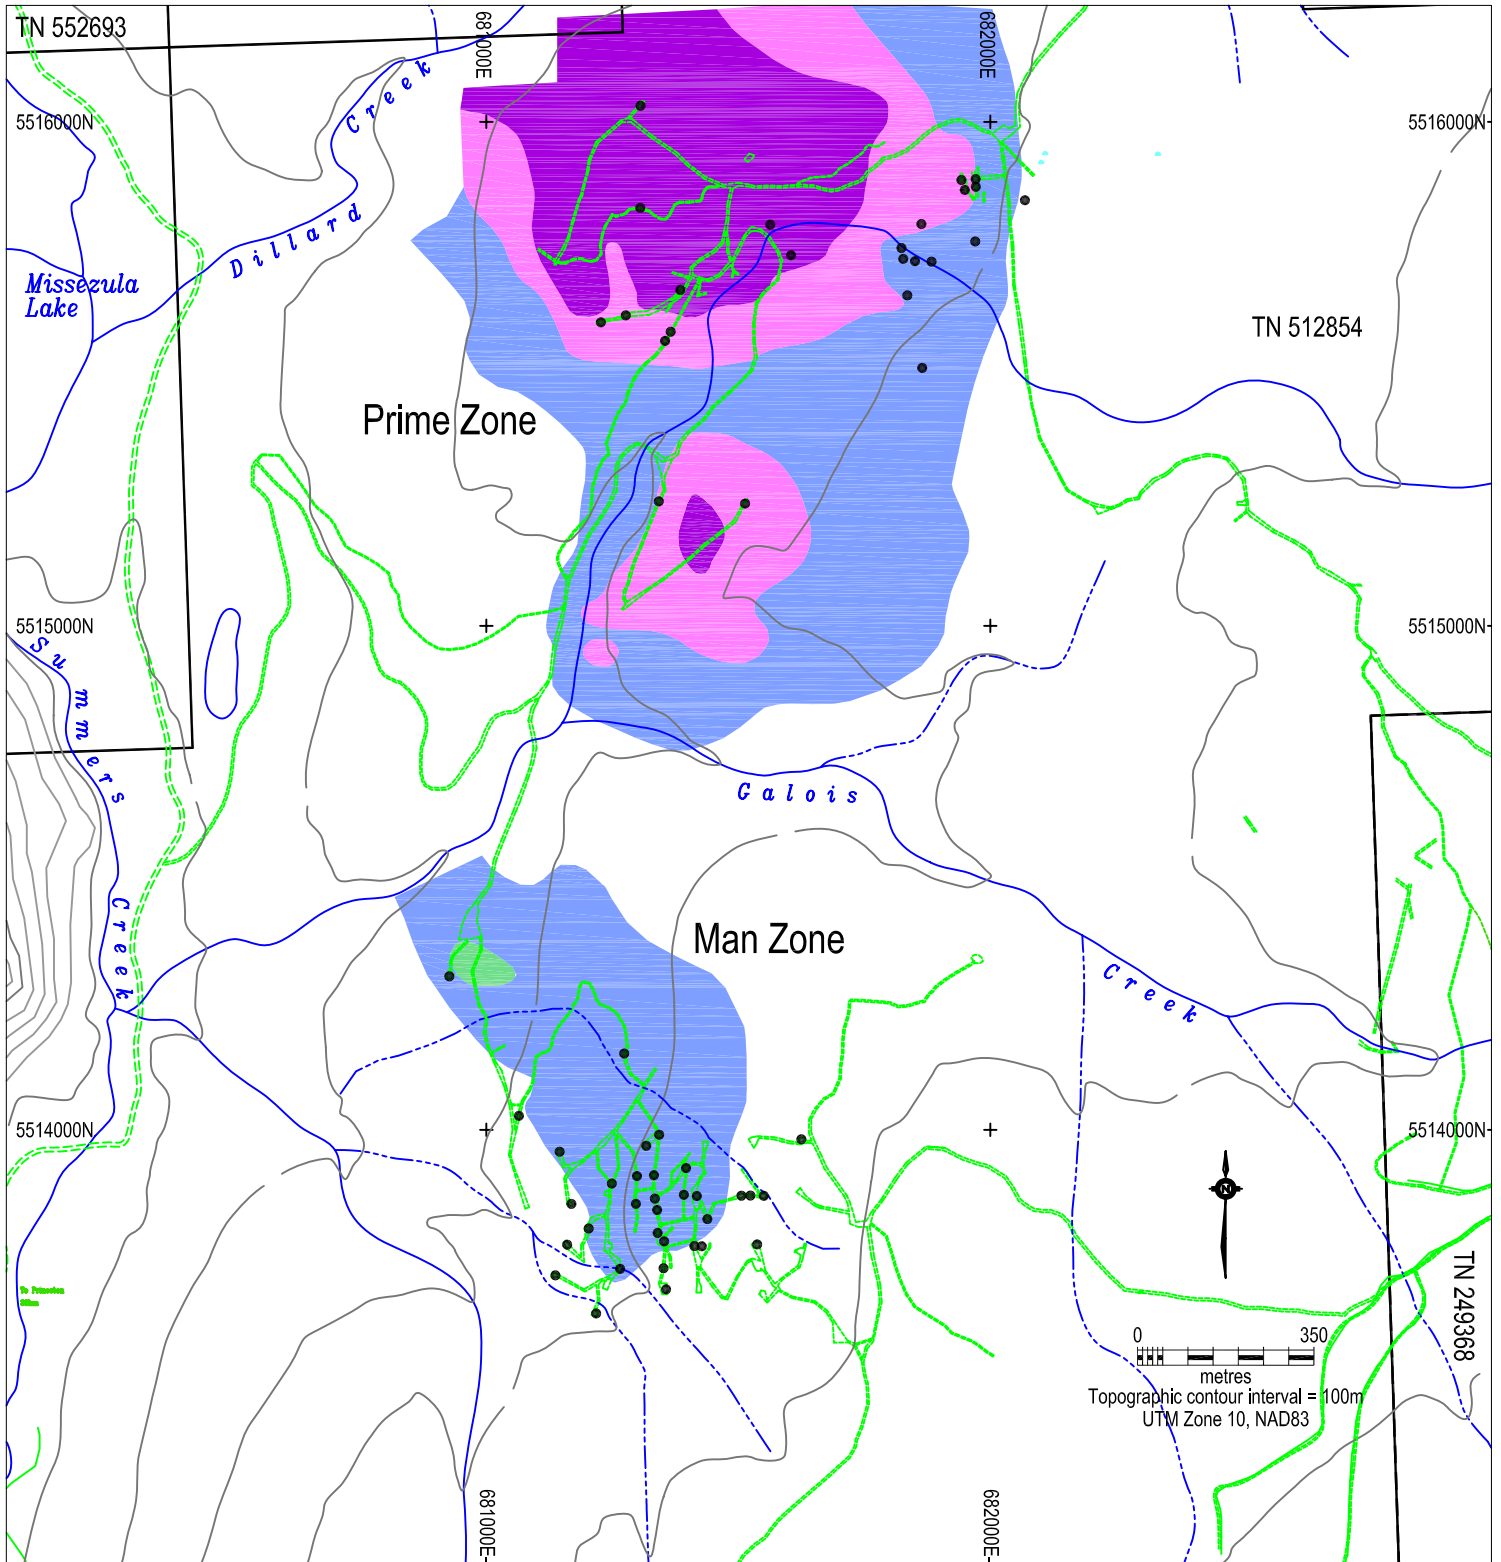 TN 552693
681000E
682000E
5516000N
5516000N
Dillard Creek
Missezula
Lake
TN 512854
Prime Zone
5515000N
5515000N
Summers Creek
Galois Creek
Man Zone
5514000N
5514000N
N
TN 249368
To Princeton
0 350
metres
Topographic contour interval = 100m
UTM Zone 10, NAD83
681000E
682000E